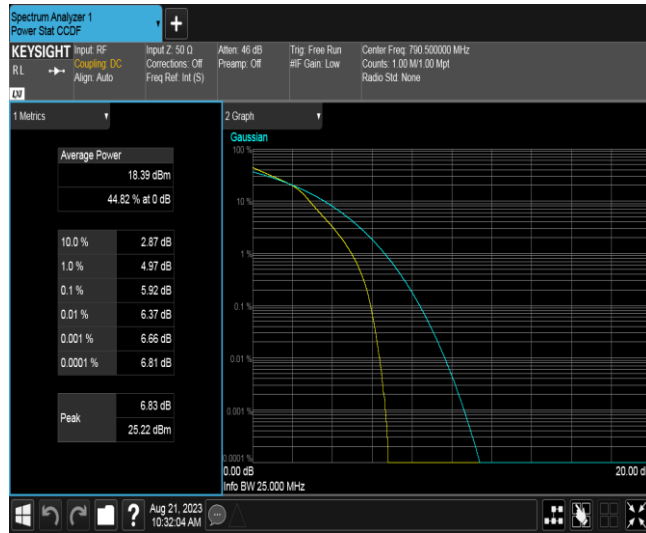 Spectrum Analyzer 1
Power Stat CCDF
+
KEYSIGHT
RL
LXI
Input: RF
Coupling: DC
Align: Auto
Input Z: 50 Ω
Corrections: Off
Freq Ref: Int (S)
Atten: 46 dB
Preamp: Off
Trig: Free Run
#IF Gain: Low
Center Freq: 790.500000 MHz
Counts: 1.00 M/1.00 Mpt
Radio Std: None
1 Metrics
Average Power
18.39 dBm
44.82 % at 0 dB
10.0 % 2.87 dB
1.0 % 4.97 dB
0.1 % 5.92 dB
0.01 % 6.37 dB
0.001 % 6.66 dB
0.0001 % 6.81 dB
Peak
6.83 dB
25.22 dBm
2 Graph
Gaussian
100 %
10 %
1 %
0.1 %
0.01 %
0.001 %
0.0001 %
0.00 dB
20.00 d
Info BW 25.000 MHz
?
Aug 21, 2023
10:32:04 AM